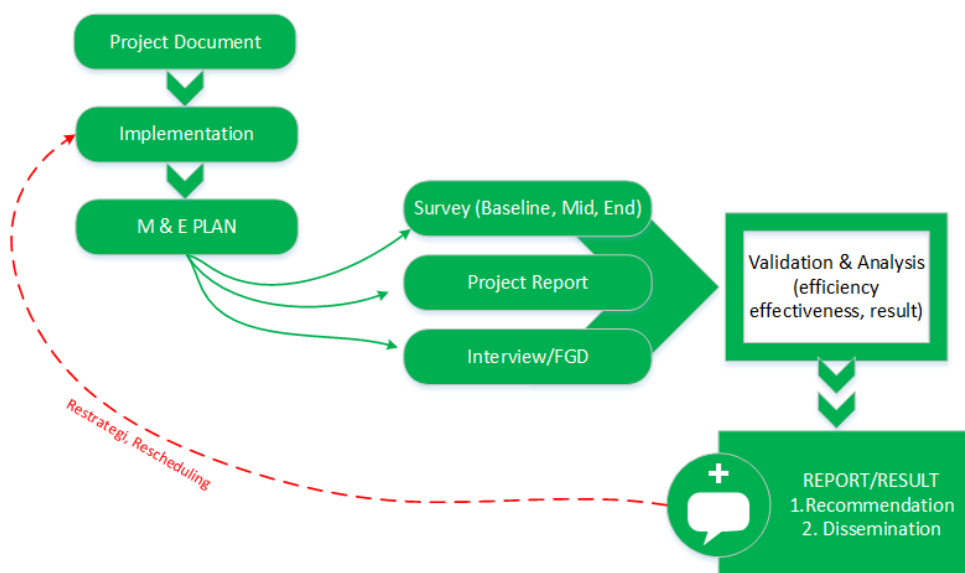 Project Document
Implementation
M & E PLAN
Survey (Baseline, Mid, End)
Project Report
Interview/FGD
Validation & Analysis
(efficiency
effectiveness, result)
Restrategi, Rescheduling
REPORT/RESULT
1.Recommendation
2. Dissemination